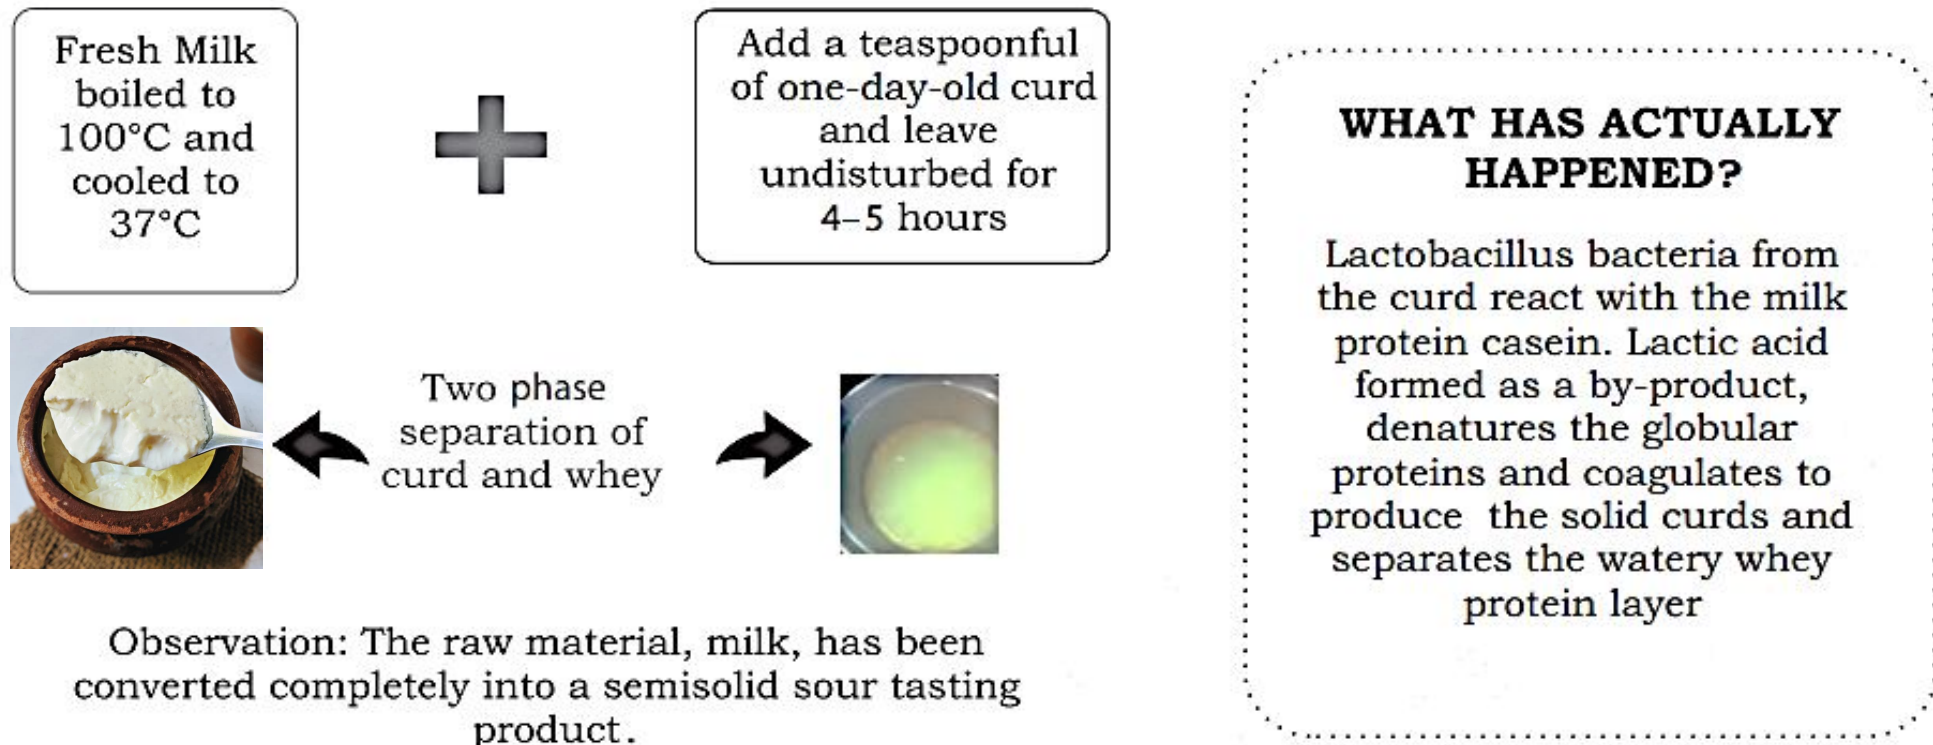 Fresh Milk
boiled to
100°C and
cooled to
37°C
Add a teaspoonful
of one-day-old curd
and leave
undisturbed for
4–5 hours
Two phase
separation of
curd and whey
Observation: The raw material, milk, has been
converted completely into a semisolid sour tasting
product.
WHAT HAS ACTUALLY
HAPPENED?
Lactobacillus bacteria from
the curd react with the milk
protein casein. Lactic acid
formed as a by-product,
denatures the globular
proteins and coagulates to
produce the solid curds and
separates the watery whey
protein layer